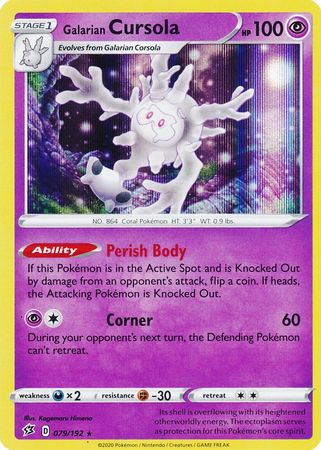 STAGE 1 Galarian Cursola HP 100
Evolves from Galarian Corsola
NO. 864 Coral Pokémon HT: 3'3" WT: 0.9 lbs.
Ability Perish Body
If this Pokémon is in the Active Spot and is Knocked Out
by damage from an opponent's attack, flip a coin. If heads,
the Attacking Pokémon is Knocked Out.
Corner 60
During your opponent's next turn, the Defending Pokémon
can't retreat.
weakness ×2 resistance -30 retreat
Illus. Kagemaru Himeno
D 079/192 ★
Its shell is overflowing with its heightened
otherworldly energy. The ectoplasm serves
as protection for this Pokémon's core spirit.
©2020 Pokémon / Nintendo / Creatures / GAME FREAK